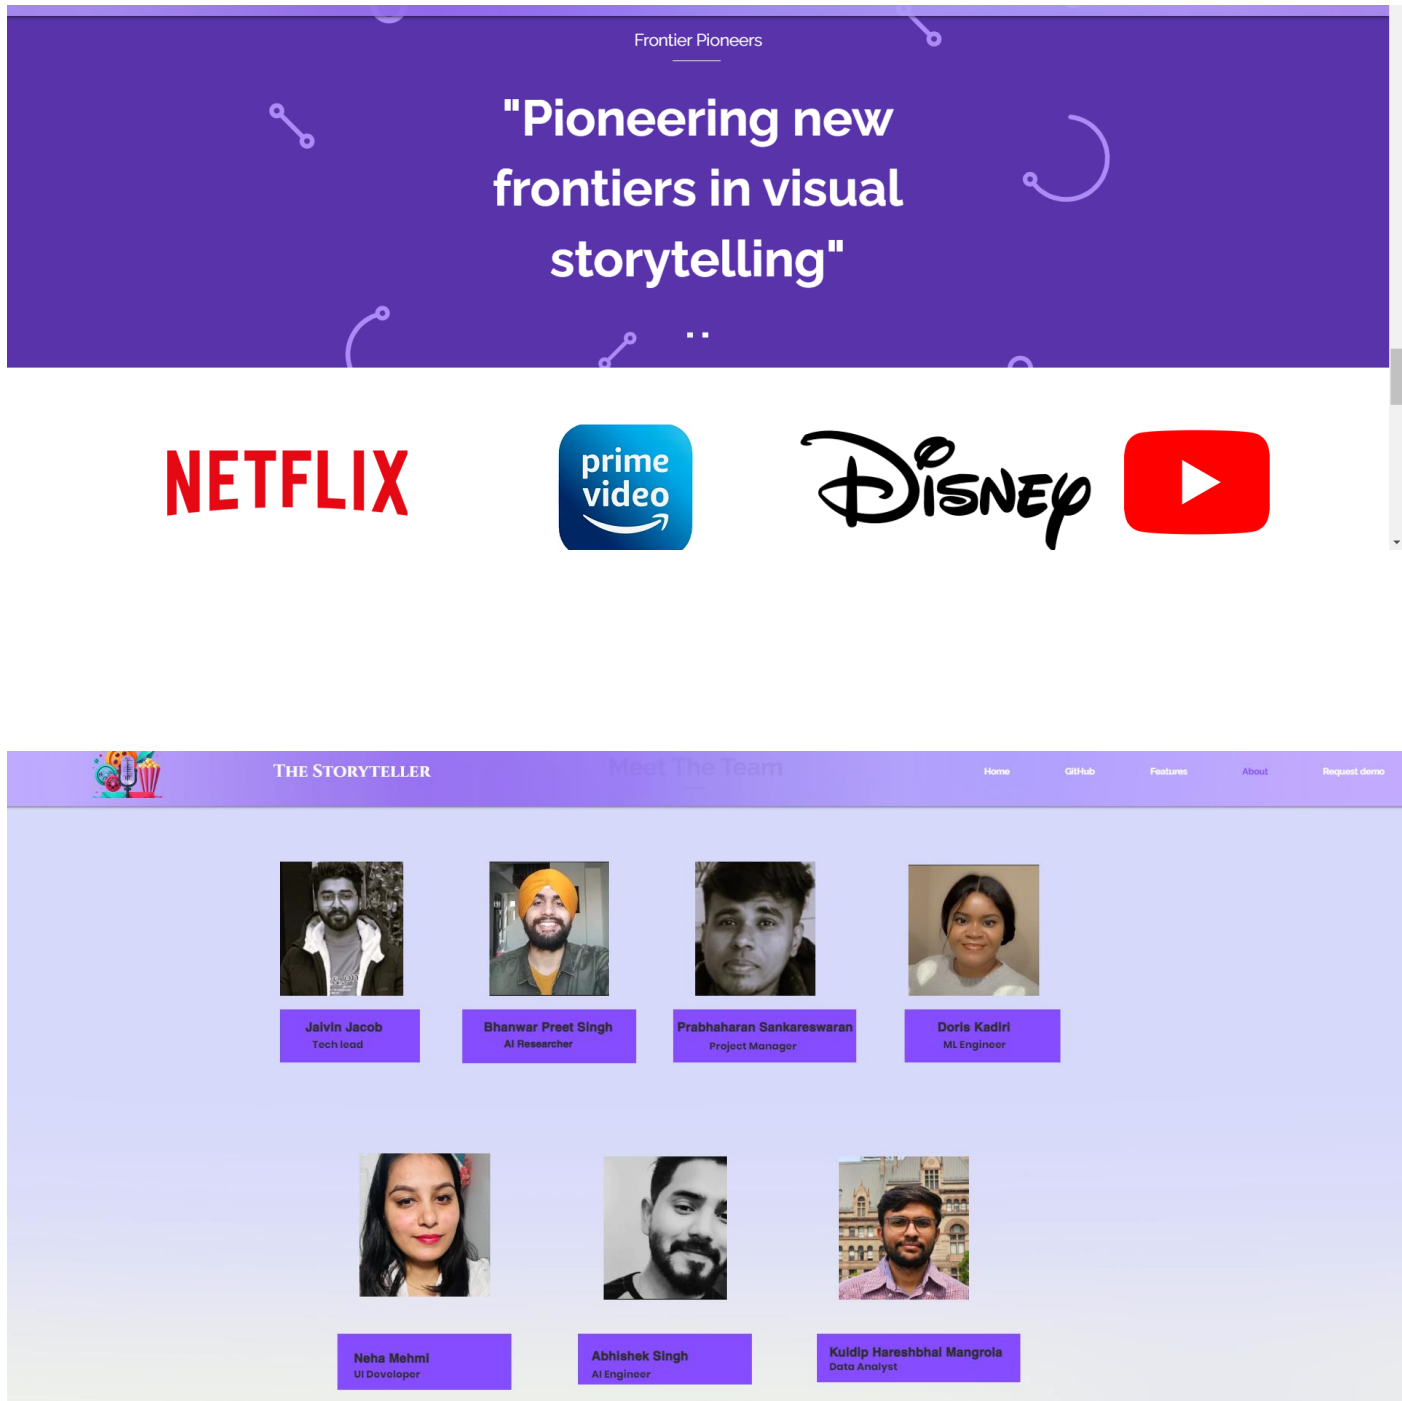 Frontier Pioneers
"Pioneering new
frontiers in visual
storytelling"
NETFLIX
prime
video
Disney
The Storyteller
Meet The Team
Home
GitHub
Features
About
Request demo
Jalvin Jacob
Tech lead
Bhanwar Preet Singh
AI Researcher
Prabhaharan Sankareswaran
Project Manager
Doris Kadiri
ML Engineer
Neha Mehmi
UI Developer
Abhishek Singh
AI Engineer
Kuldip Hareshbhai Mangrola
Data Analyst